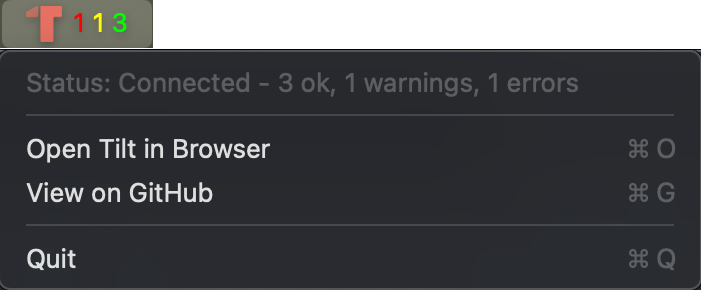 1 1 3
Status: Connected - 3 ok, 1 warnings, 1 errors
Open Tilt in Browser ⌘ O
View on GitHub ⌘ G
Quit ⌘ Q